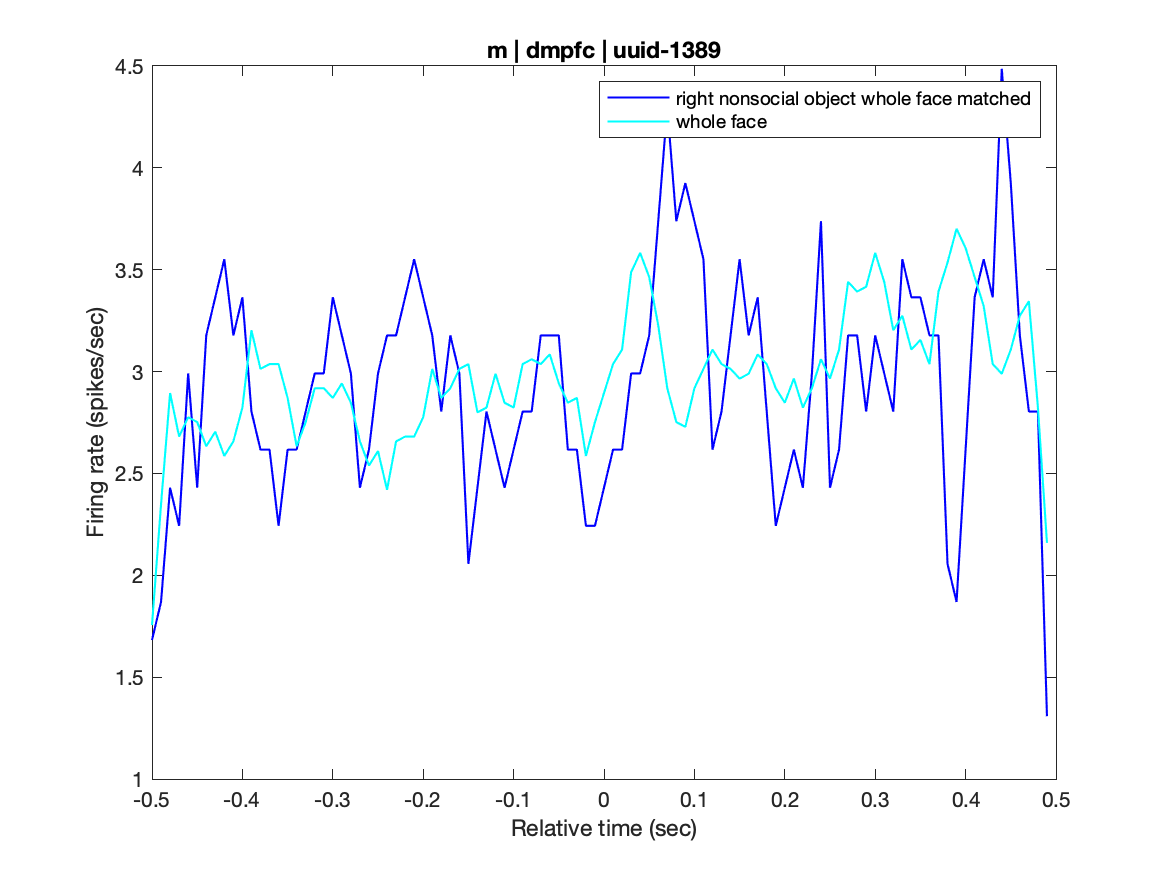 m | dmpfc | uuid-1389
right nonsocial object whole face matched
whole face
Firing rate (spikes/sec)
4.5
4
3.5
3
2.5
2
1.5
1
-0.5 -0.4 -0.3 -0.2 -0.1 0 0.1 0.2 0.3 0.4 0.5
Relative time (sec)